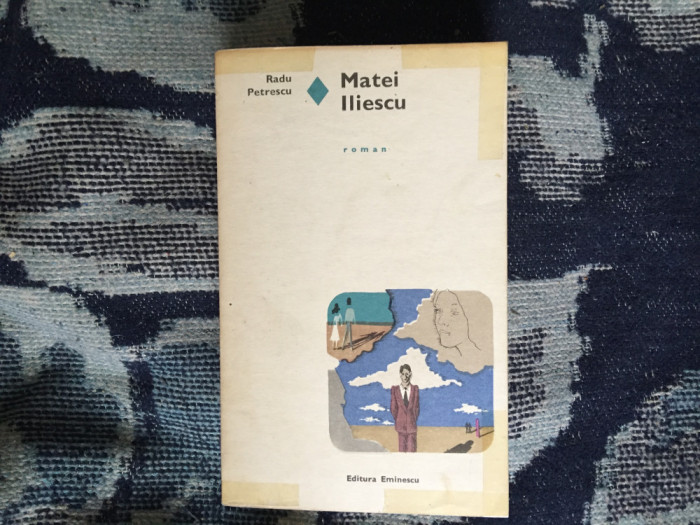 Radu
Petrescu
Matei
Iliescu
roman
Editura Eminescu